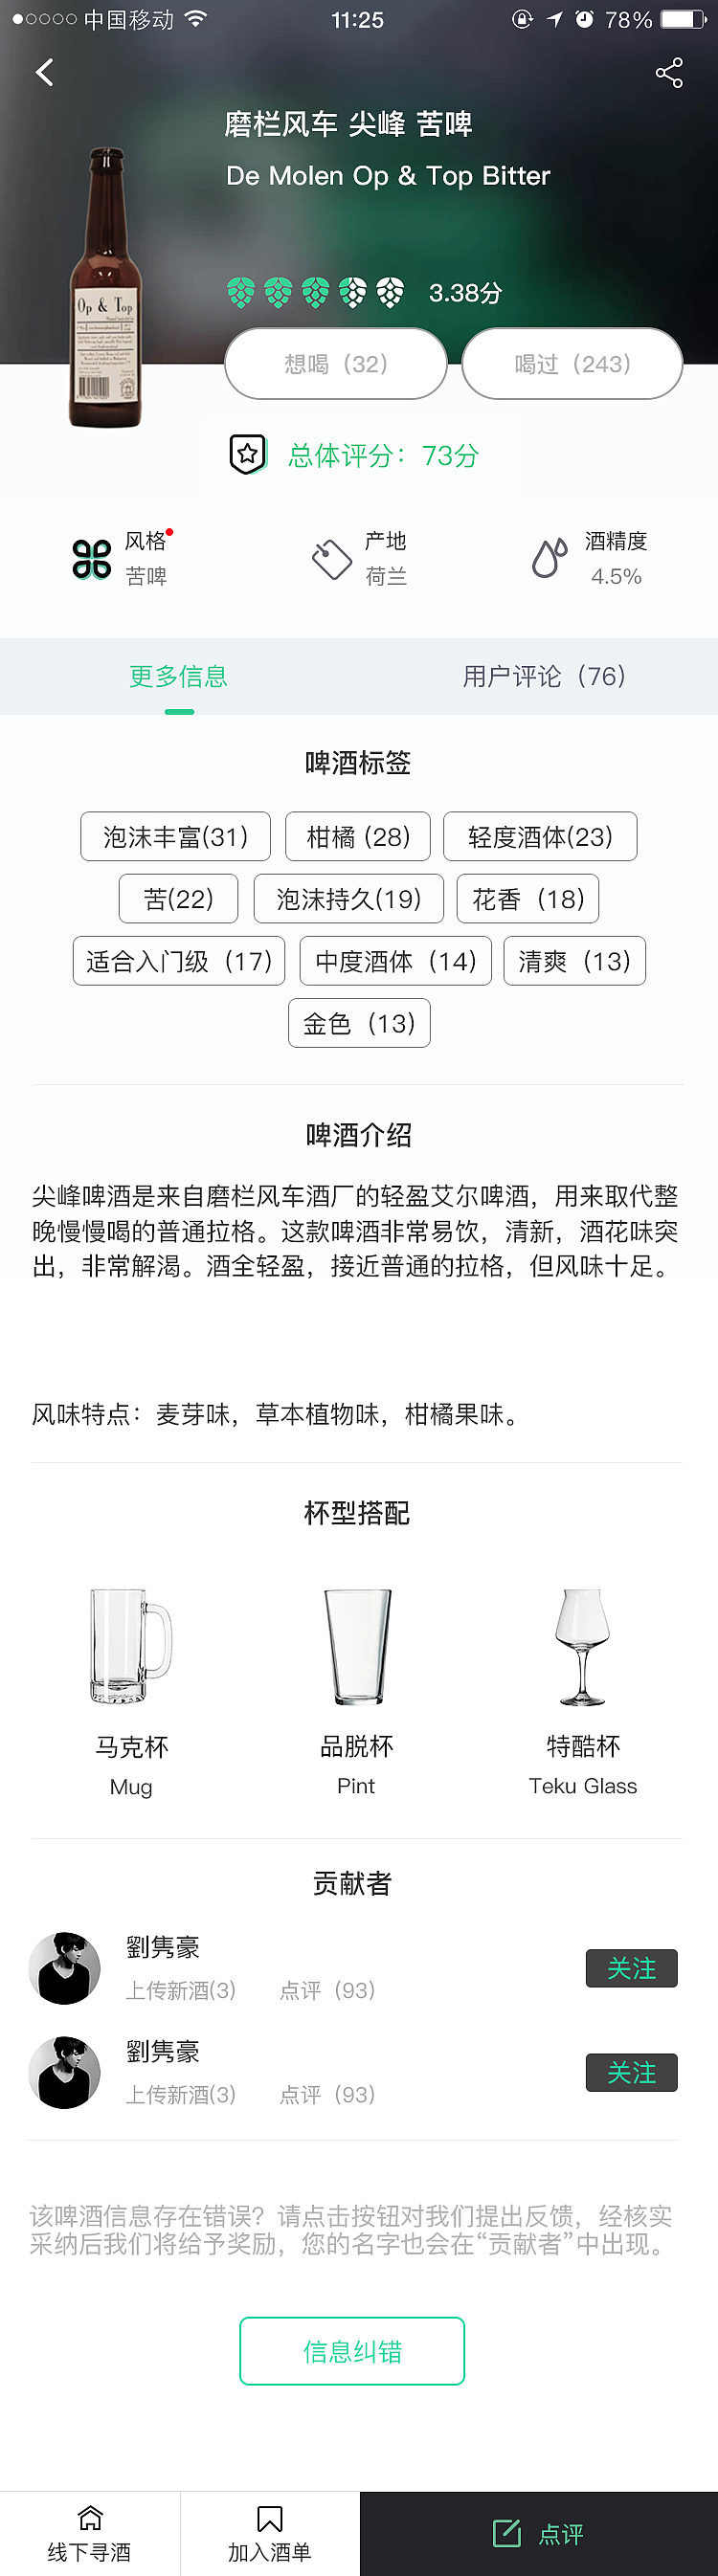 中国移动 11:25 78%
磨栏风车 尖峰 苦啤
De Molen Op & Top Bitter
Op & Top
3.38分
想喝（32） 喝过（243）
总体评分：73分
风格 产地 酒精度
苦啤 荷兰 4.5%
更多信息 用户评论（76）
啤酒标签
泡沫丰富(31) 柑橘 (28) 轻度酒体(23)
苦(22) 泡沫持久(19) 花香（18）
适合入门级（17） 中度酒体（14） 清爽（13）
金色（13）
啤酒介绍
尖峰啤酒是来自磨栏风车酒厂的轻盈艾尔啤酒，用来取代整
晚慢慢喝的普通拉格。这款啤酒非常易饮，清新，酒花味突
出，非常解渴。酒全轻盈，接近普通的拉格，但风味十足。
风味特点：麦芽味，草本植物味，柑橘果味。
杯型搭配
马克杯 品脱杯 特酷杯
Mug Pint Teku Glass
贡献者
劉隽豪
上传新酒(3) 点评（93） 关注
劉隽豪
上传新酒(3) 点评（93） 关注
该啤酒信息存在错误？请点击按钮对我们提出反馈，经核实
采纳后我们将给予奖励，您的名字也会在“贡献者”中出现。
信息纠错
线下寻酒 加入酒单 点评